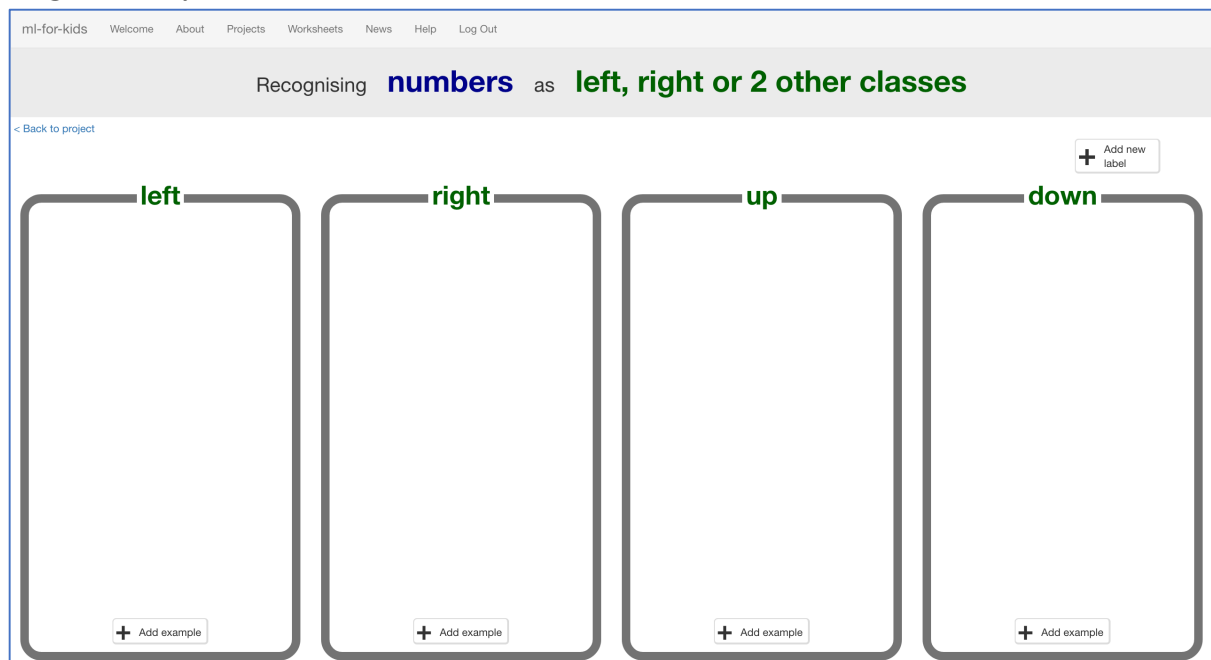 ml-for-kids Welcome About Projects Worksheets News Help Log Out
Recognising numbers as left, right or 2 other classes
< Back to project
Add new
label
left right up down
Add example Add example Add example Add example